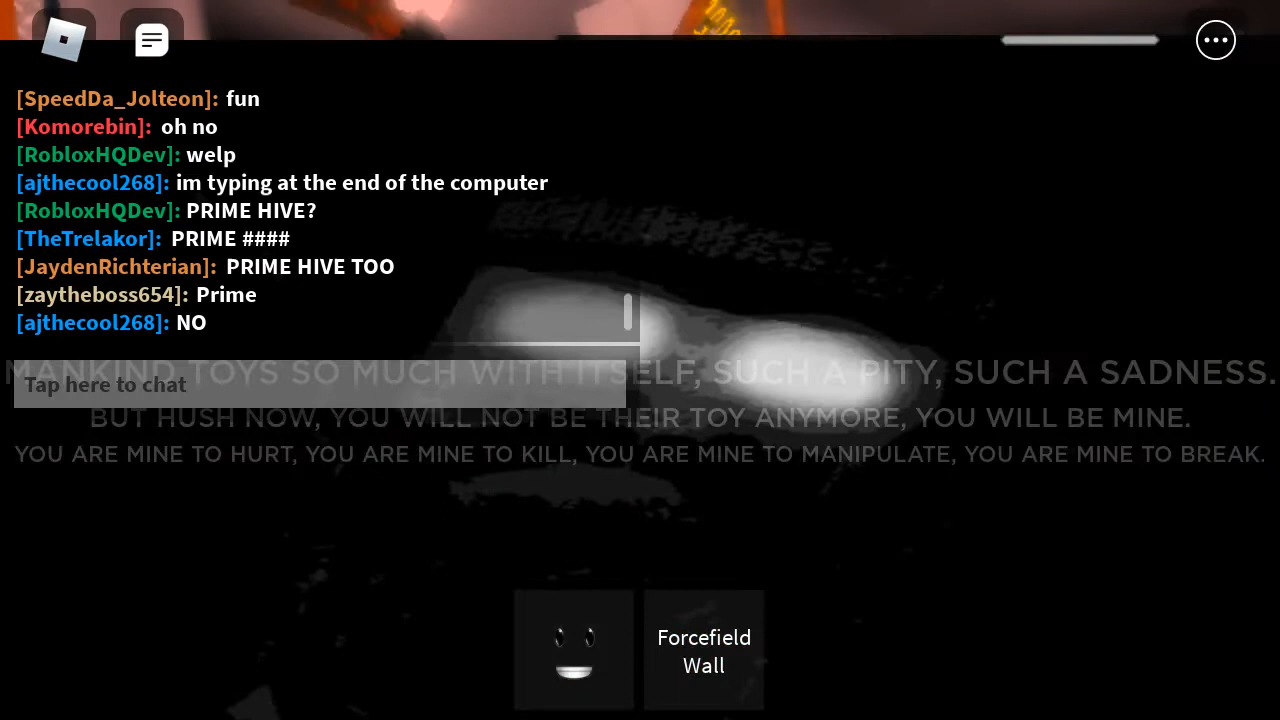 [SpeedDa_Jolteon]: fun
[Komorebin]: oh no
[RobloxHQDev]: welp
[ajthecool268]: im typing at the end of the computer
[RobloxHQDev]: PRIME HIVE?
[TheTrelakor]: PRIME ####
[JaydenRichterian]: PRIME HIVE TOO
[zaytheboss654]: Prime
[ajthecool268]: NO
MANKIND TOYS SO MUCH WITH ITSELF, SUCH A PITY, SUCH A SADNESS.
Tap here to chat
BUT HUSH NOW, YOU WILL NOT BE THEIR TOY ANYMORE, YOU WILL BE MINE.
YOU ARE MINE TO HURT, YOU ARE MINE TO KILL, YOU ARE MINE TO MANIPULATE, YOU ARE MINE TO BREAK.
Forcefield
Wall